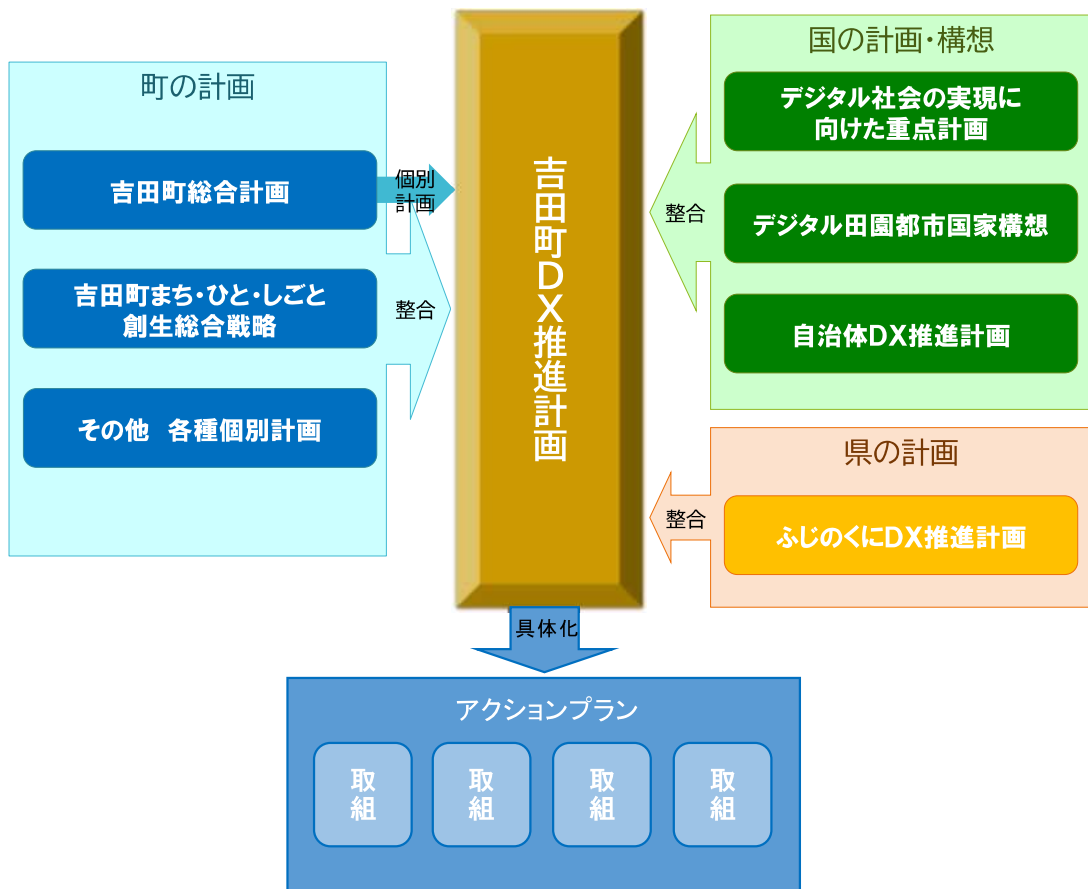 町の計画
吉田町総合計画
吉田町まち・ひと・しごと
創生総合戦略
その他　各種個別計画
個別
計画
整合
吉田町DX推進計画
国の計画・構想
デジタル社会の実現に
向けた重点計画
デジタル田園都市国家構想
自治体DX推進計画
整合
県の計画
ふじのくにDX推進計画
整合
具体化
アクションプラン
取
組
取
組
取
組
取
組